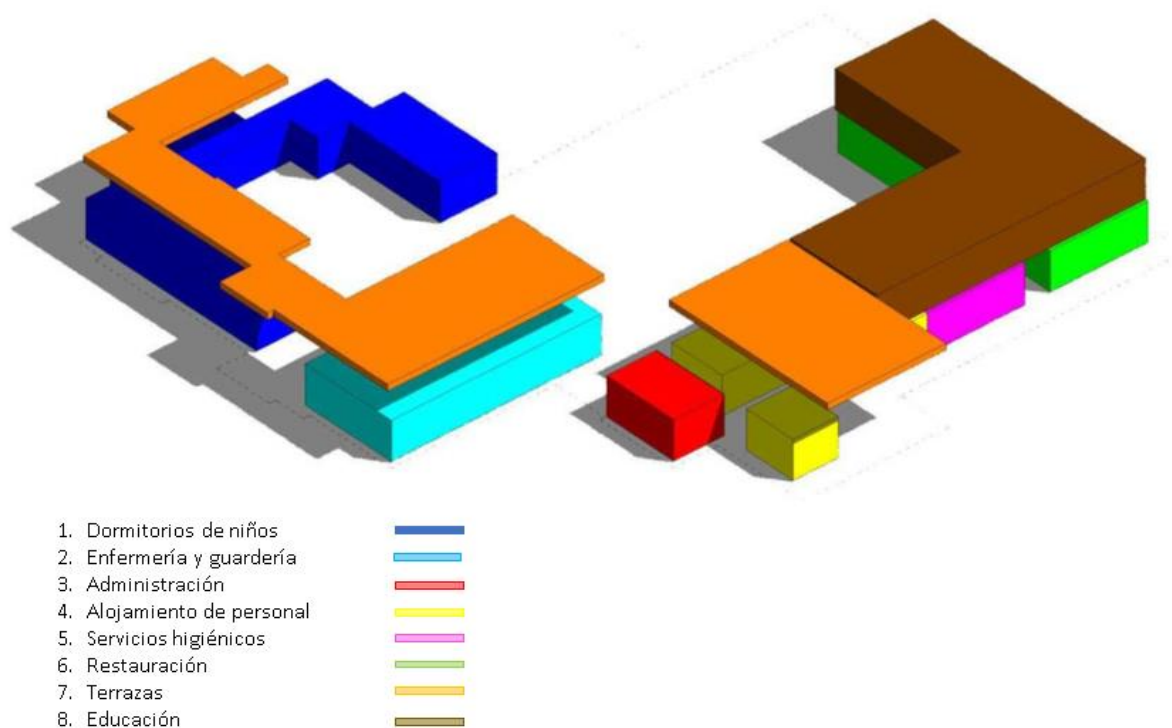 1. Dormitorios de niños
2. Enfermería y guardería
3. Administración
4. Alojamiento de personal
5. Servicios higiénicos
6. Restauración
7. Terrazas
8. Educación